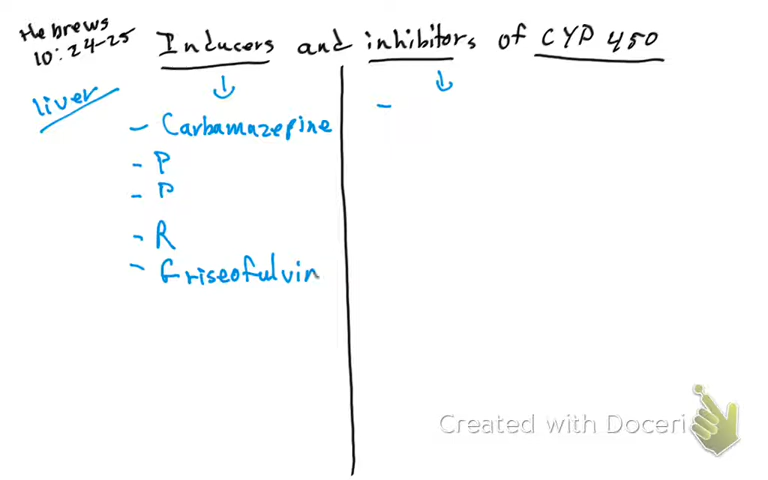 Hebrews
10:24-25
Inducers and inhibitors of CYP 450
liver
- Carbamazepine
- P
- P
- R
- Griseofulvin
-
Created with Doceri